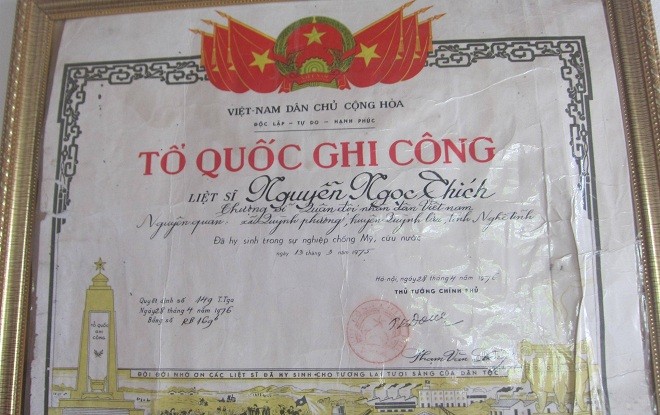 VIỆT-NAM DÂN CHỦ CỘNG HÒA
ĐỘC LẬP - TỰ DO - HẠNH PHÚC
TỔ QUỐC GHI CÔNG
LIỆT SĨ Nguyễn Ngọc Thích
Thượng sĩ Quân đội nhân dân Việt nam
Nguyên quán: xã Quỳnh phương, huyện Quỳnh Lưu tỉnh Nghệ tĩnh
Đã hy sinh trong sự nghiệp chống Mỹ, cứu nước
ngày 13 tháng 3 năm 1975
Hà-nội, ngày 28 tháng 4 năm 1976
THỦ TƯỚNG CHÍNH PHỦ
Quyết định số 449 T.Tg
Ngày 28 tháng 4 năm 1976
Bằng số
Phạm Văn Đồng
TỔ QUỐC
GHI
CÔNG
ĐỜI ĐỜI NHỚ ƠN CÁC LIỆT SĨ ĐÃ HY SINH CHO TƯƠNG LAI TƯƠI SÁNG CỦA DÂN TỘC